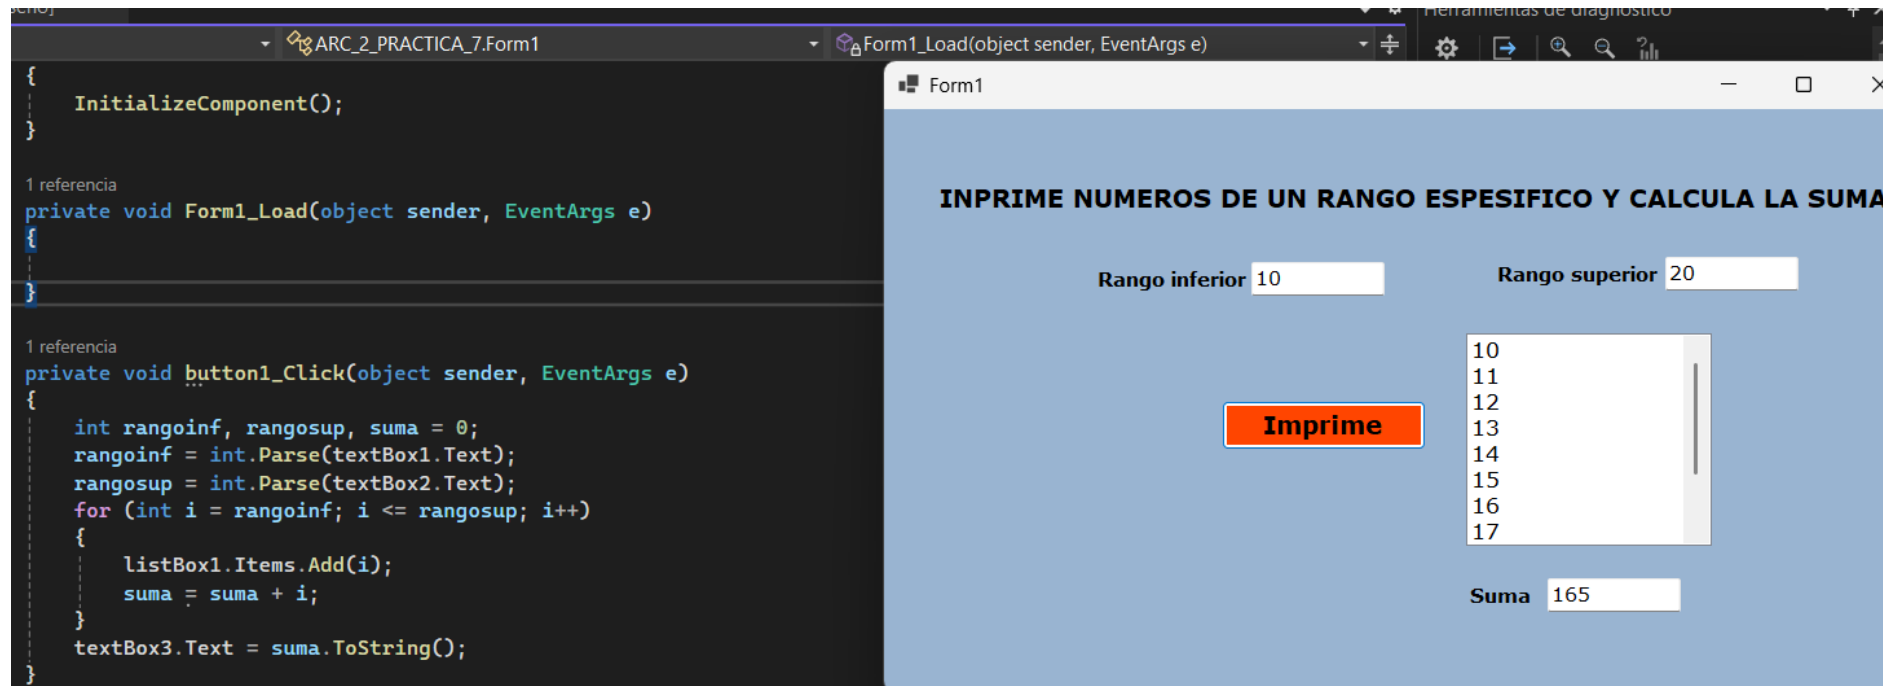 ARC_2_PRACTICA_7.Form1
Form1_Load(object sender, EventArgs e)
Herramientas de diagnóstico
{
InitializeComponent();
}
1 referencia
private void Form1_Load(object sender, EventArgs e)
{
}
1 referencia
private void button1_Click(object sender, EventArgs e)
{
int rangoinf, rangosup, suma = 0;
rangoinf = int.Parse(textBox1.Text);
rangosup = int.Parse(textBox2.Text);
for (int i = rangoinf; i <= rangosup; i++)
{
listBox1.Items.Add(i);
suma = suma + i;
}
textBox3.Text = suma.ToString();
}
Form1
INPRIME NUMEROS DE UN RANGO ESPESIFICO Y CALCULA LA SUMA
Rango inferior 10
Rango superior 20
Imprime
10
11
12
13
14
15
16
17
Suma 165